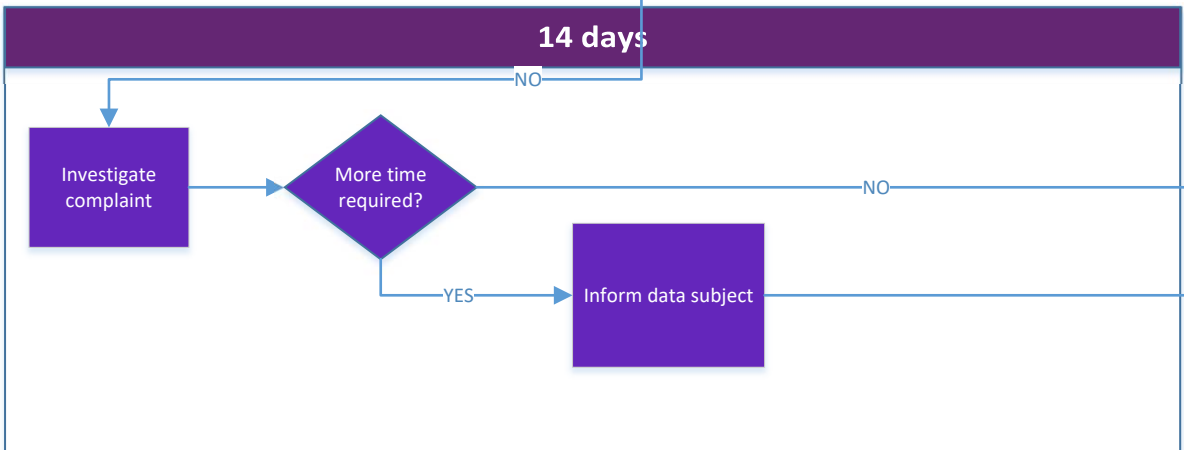 14 days
NO
Investigate
complaint
More time
required?
NO
YES
Inform data subject